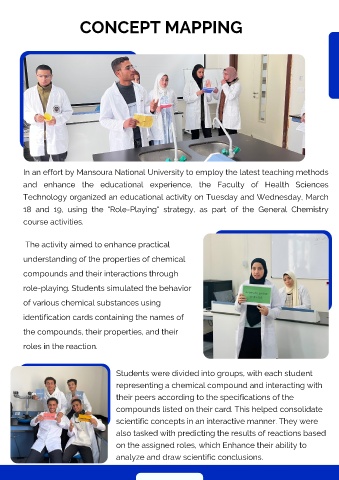 CONCEPT MAPPING
In an effort by Mansoura National University to employ the latest teaching methods
and enhance the educational experience, the Faculty of Health Sciences
Technology organized an educational activity on Tuesday and Wednesday, March
18 and 19, using the "Role-Playing" strategy, as part of the General Chemistry
course activities.
The activity aimed to enhance practical
understanding of the properties of chemical
compounds and their interactions through
role-playing. Students simulated the behavior
of various chemical substances using
identification cards containing the names of
the compounds, their properties, and their
roles in the reaction.
Students were divided into groups, with each student
representing a chemical compound and interacting with
their peers according to the specifications of the
compounds listed on their card. This helped consolidate
scientific concepts in an interactive manner. They were
also tasked with predicting the results of reactions based
on the assigned roles, which Enhance their ability to
analyze and draw scientific conclusions.